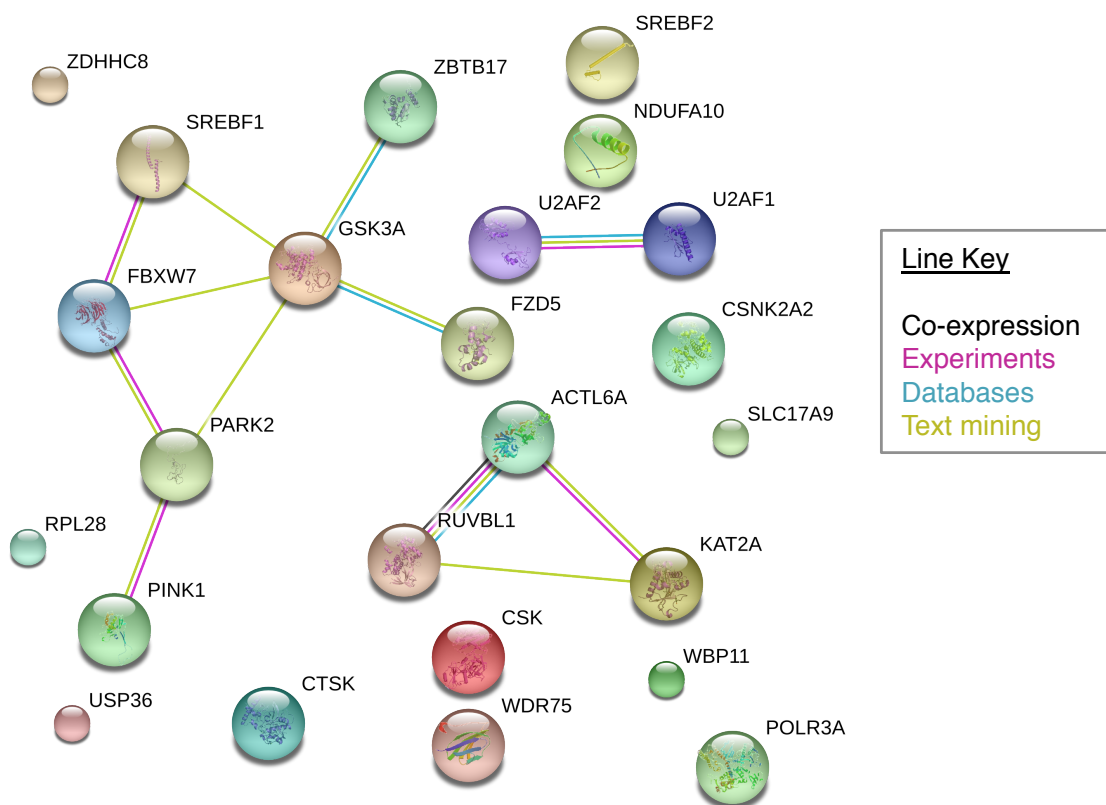 SREBF2
ZDHHC8
ZBTB17
NDUFA10
SREBF1
U2AF2
U2AF1
GSK3A
Line Key
FBXW7
FZD5
CSNK2A2
Co-expression
Experiments
Databases
ACTL6A
SLC17A9
Text mining
PARK2
RUVBL1
RPL28
KAT2A
PINK1
CSK
WBP11
CTSK
USP36
WDR75
POLR3A